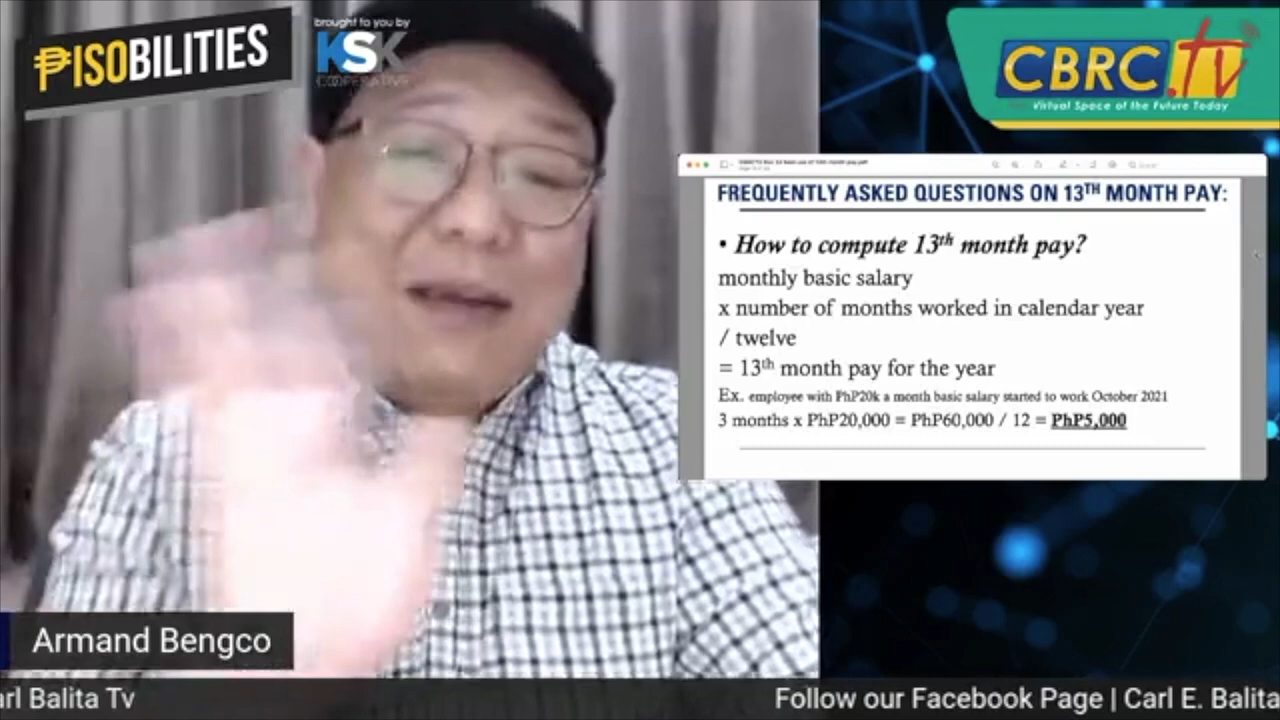 ₱ISOBILITIES
brought to you by
KSK
COOPERATIVE
CBRC.tv
Virtual Space of the Future Today
FREQUENTLY ASKED QUESTIONS ON 13TH MONTH PAY:
• How to compute 13th month pay?
monthly basic salary
x number of months worked in calendar year
/ twelve
= 13th month pay for the year
Ex. employee with PhP20k a month basic salary started to work October 2021
3 months x PhP20,000 = PhP60,000 / 12 = PhP5,000
Armand Bengco
arl Balita Tv
Follow our Facebook Page | Carl E. Balita